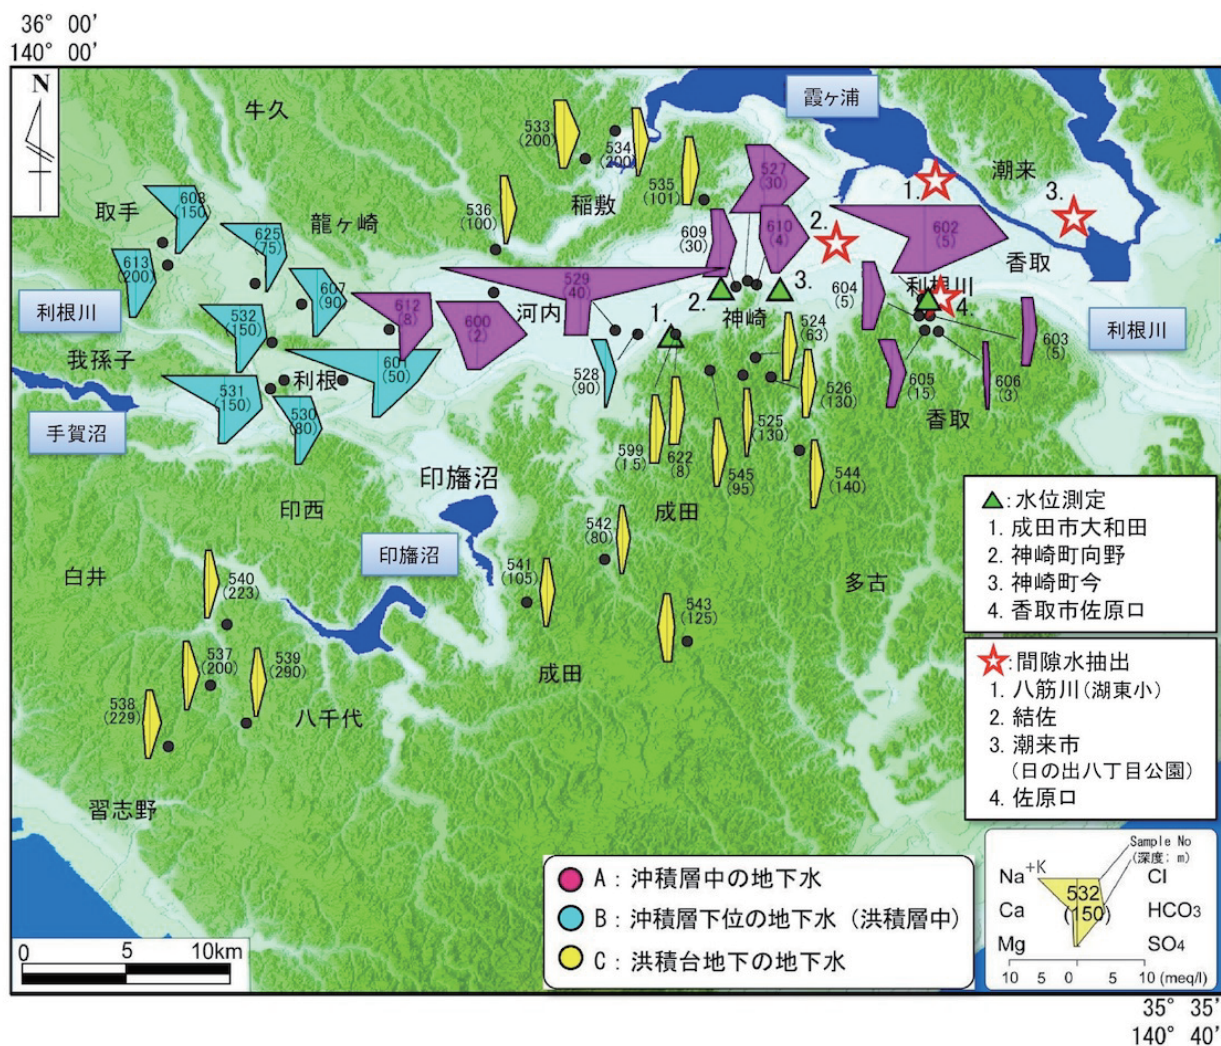 36° 00'
140° 00'
N
牛久
霞ヶ浦
533
(200)
534
(200)
535
(101)
527
(30)
潮来
1.
3.
取手
608
(150)
龍ヶ崎
稲敷
536
(100)
625
(75)
609
(30)
610
(4)
2.
602
(5)
香取
613
(200)
607
(90)
529
(40)
604
(5)
利根川
4.
利根川
532
(150)
612
(8)
600
(2)
河内
1.
2.
神崎
3.
524
(63)
603
(5)
利根川
我孫子
601
(50)
528
(90)
526
(130)
605
(15)
606
(3)
利根
531
(150)
530
(80)
手賀沼
599
(15)
622
(8)
525
(130)
香取
545
(95)
544
(140)
印旛沼
印西
成田
542
(80)
印旛沼
541
(105)
多古
白井
540
(223)
543
(125)
537
(200)
539
(290)
成田
538
(229)
八千代
習志野
:水位測定
1. 成田市大和田
2. 神崎町向野
3. 神崎町今
4. 香取市佐原口
:間隙水抽出
1. 八筋川(湖東小)
2. 結佐
3. 潮来市
(日の出八丁目公園)
4. 佐原口
A：沖積層中の地下水
B：沖積層下位の地下水（洪積層中）
C：洪積台地下の地下水
Sample No
(深度: m)
Na+K Cl
532
Ca (150) HCO3
Mg SO4
10 5 0 5 10 (meq/l)
0 5 10km
35° 35'
140° 40'